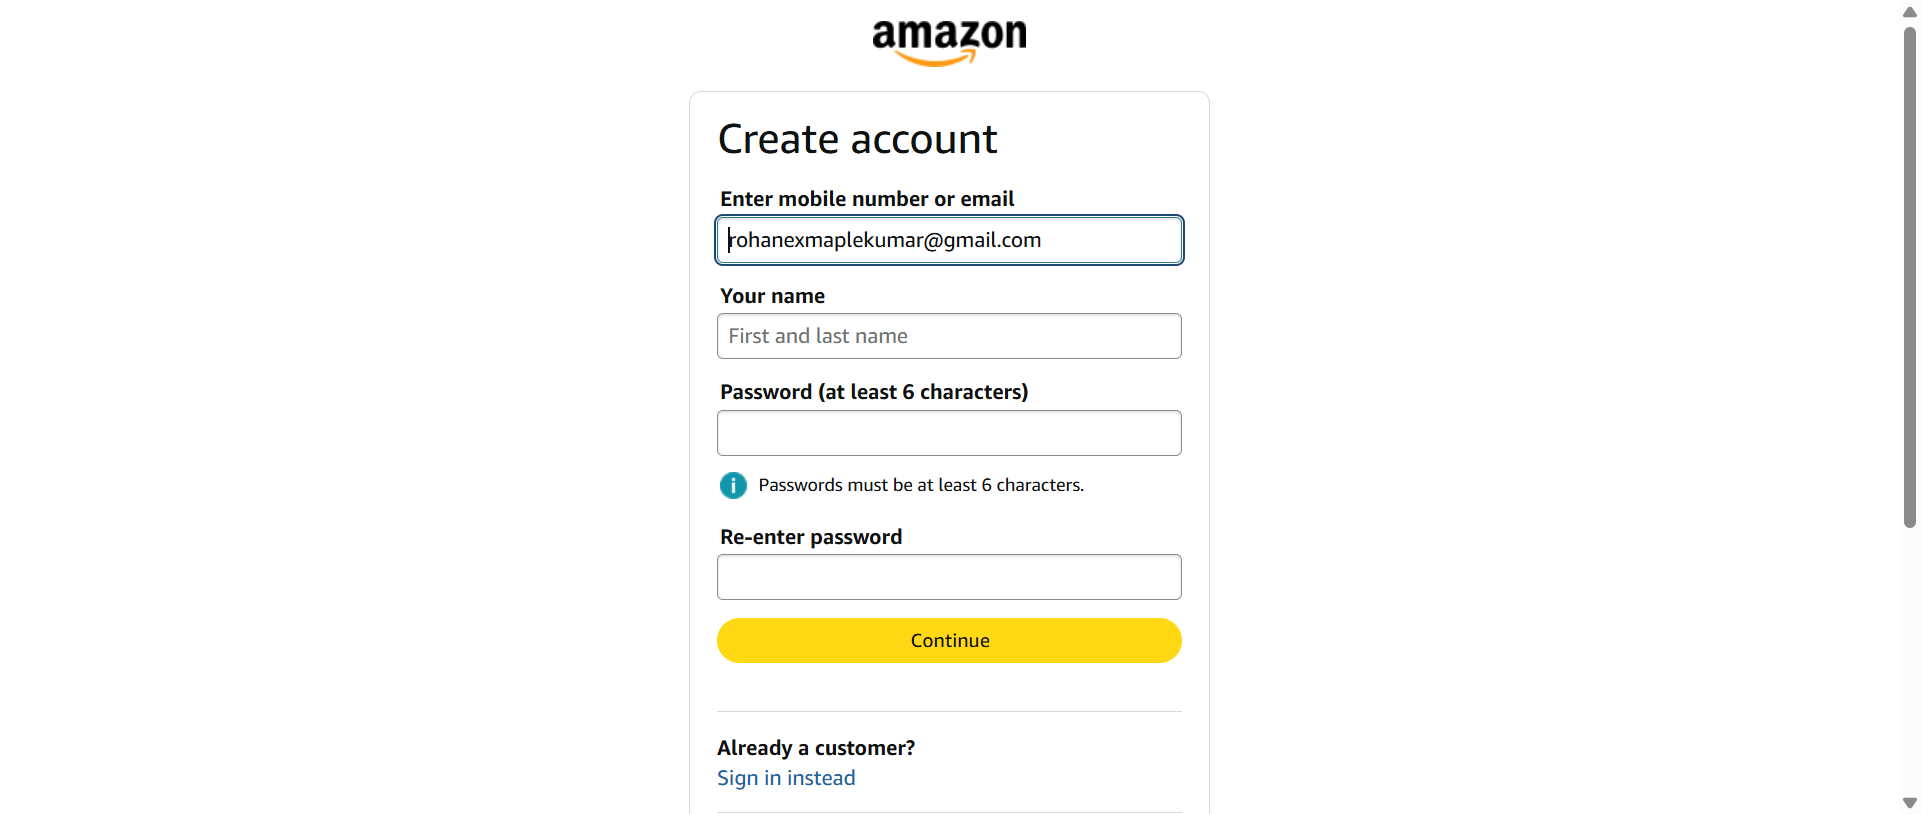 amazon
Create account
Enter mobile number or email
rohanexmaplekumar@gmail.com
Your name
First and last name
Password (at least 6 characters)
i Passwords must be at least 6 characters.
Re-enter password
Continue
Already a customer?
Sign in instead